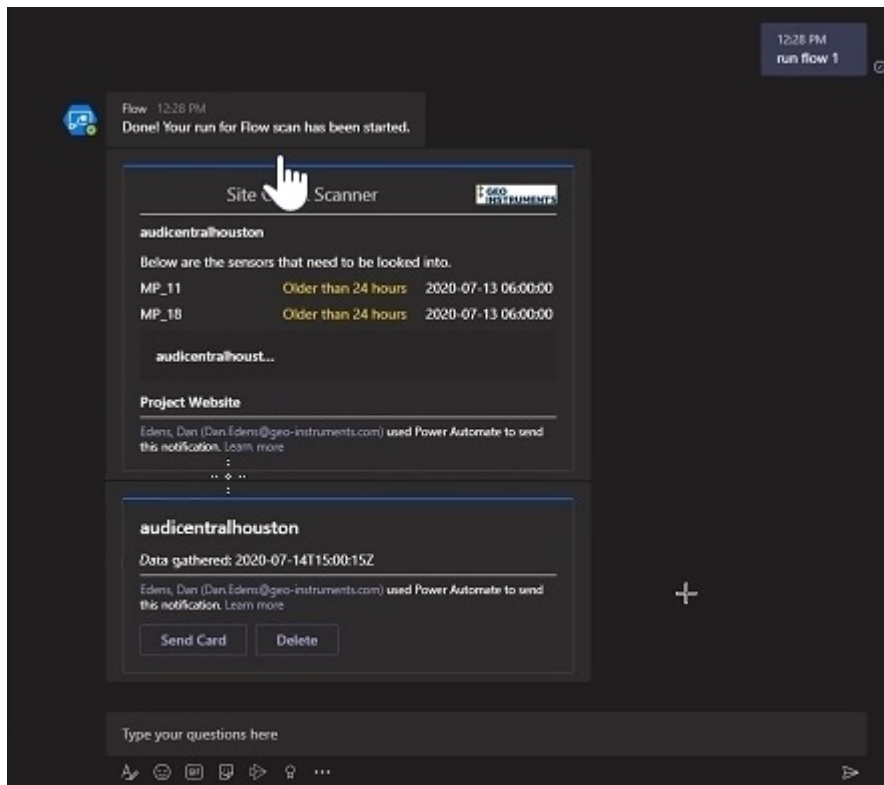 12:28 PM
run flow 1
Flow 12:28 PM
Done! Your run for Flow scan has been started.
Site Scanner
GEO
INSTRUMENTS
audicentralhouston
Below are the sensors that need to be looked into.
MP_11 Older than 24 hours 2020-07-13 06:00:00
MP_18 Older than 24 hours 2020-07-13 06:00:00
audicentralhoust...
Project Website
Edens, Dan (Dan.Edens@geo-instruments.com) used Power Automate to send
this notification. Learn more
audicentralhouston
Data gathered: 2020-07-14T15:00:15Z
Edens, Dan (Dan.Edens@geo-instruments.com) used Power Automate to send
this notification. Learn more
Send Card Delete
Type your questions here
GIF